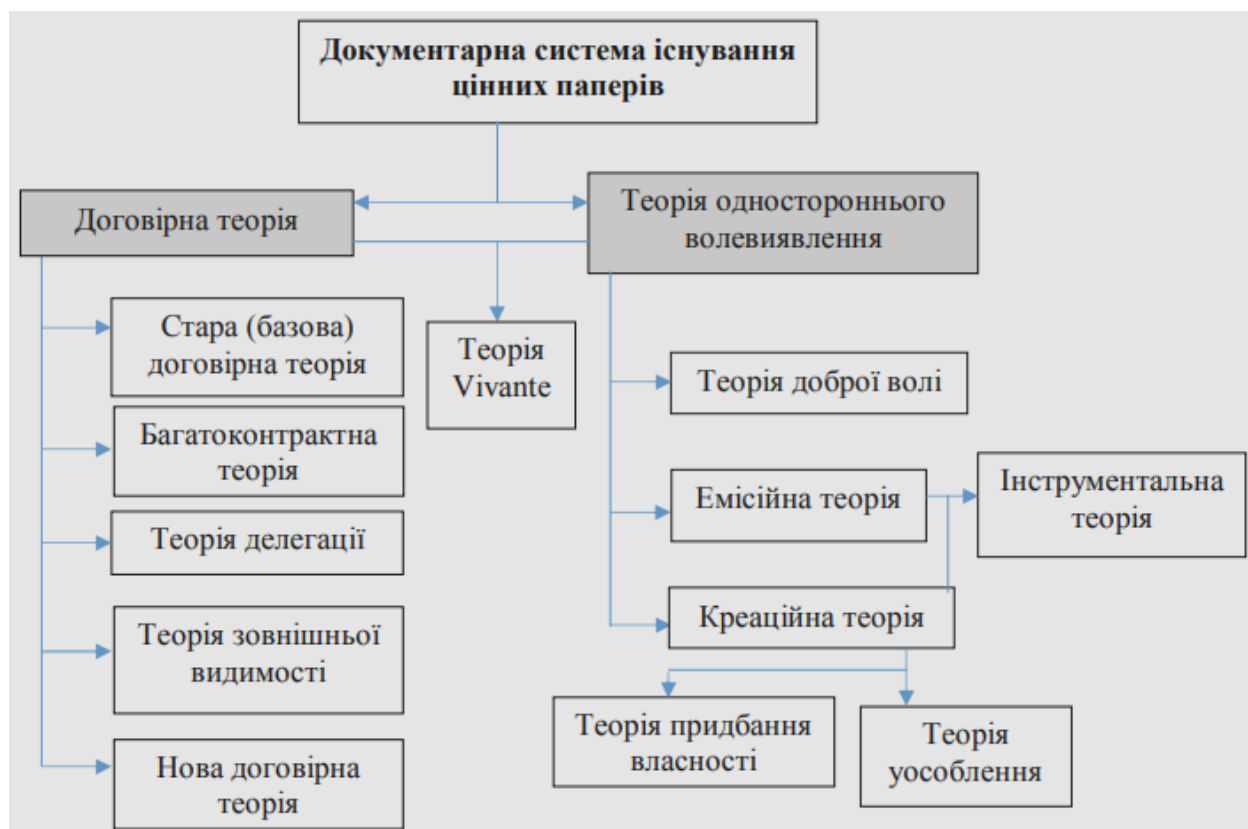 Документарна система існування
цінних паперів
Договірна теорія
Теорія одностороннього
волевиявлення
Стара (базова)
договірна теорія
Багатоконтрактна
теорія
Теорія делегації
Теорія зовнішньої
видимості
Нова договірна
теорія
Теорія
Vivante
Теорія доброї волі
Емісійна теорія
Інструментальна
теорія
Креаційна теорія
Теорія придбання
власності
Теорія
уособлення